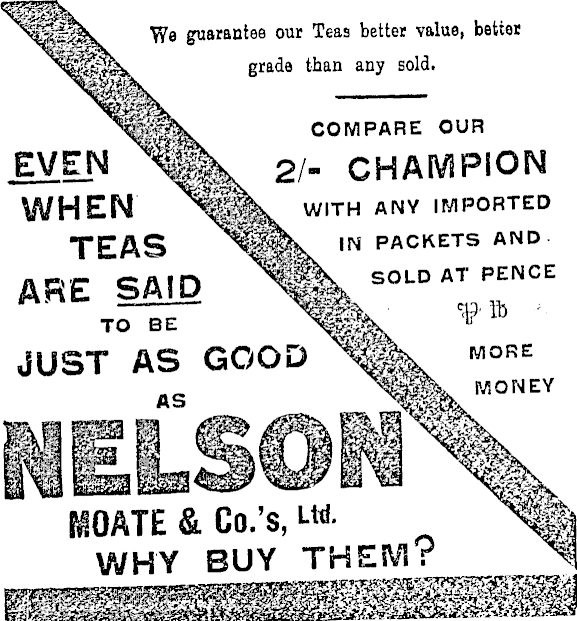 We guarantee our Teas better value, better
grade than any sold.
COMPARE OUR
2/- CHAMPION
WITH ANY IMPORTED
IN PACKETS AND
SOLD AT PENCE
℔ lb
MORE
MONEY
EVEN
WHEN
TEAS
ARE SAID
TO BE
JUST AS GOOD
AS
NELSON
MOATE & Co.'s, Ltd.
WHY BUY THEM?